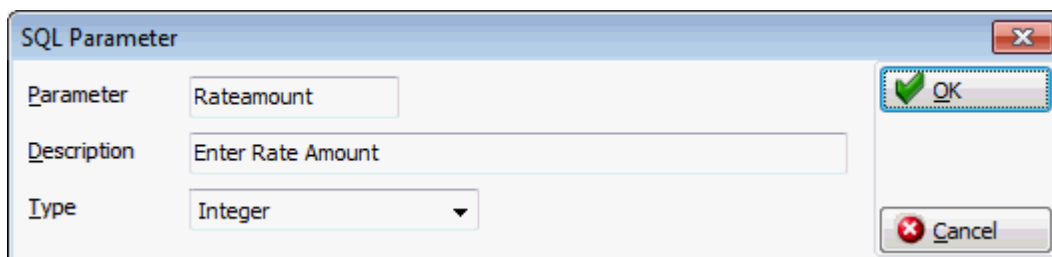 SQL Parameter
Parameter Rateamount
OK
Description Enter Rate Amount
Type Integer
Cancel